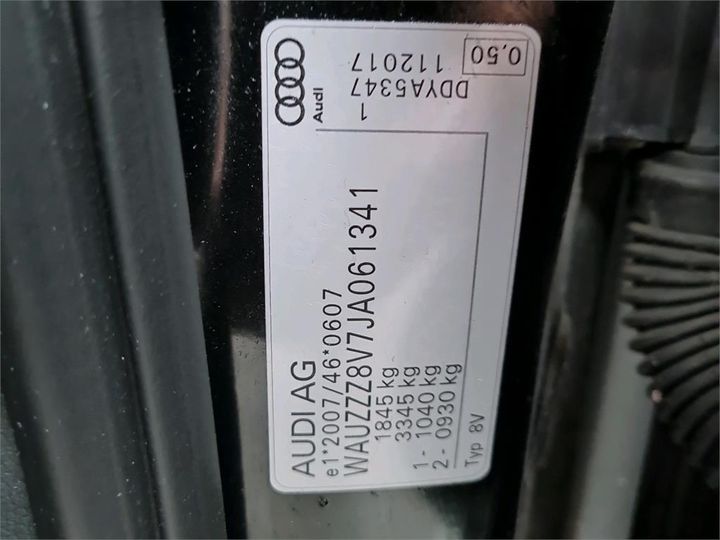 AUDI AG
e1*2007/46*0607
WAUZZZ8V7JA061341
1845 kg
3345 kg
1 - 1040 kg
2 - 0930 kg
Typ 8V
Audi
1
DDYA5347
112017
0,50